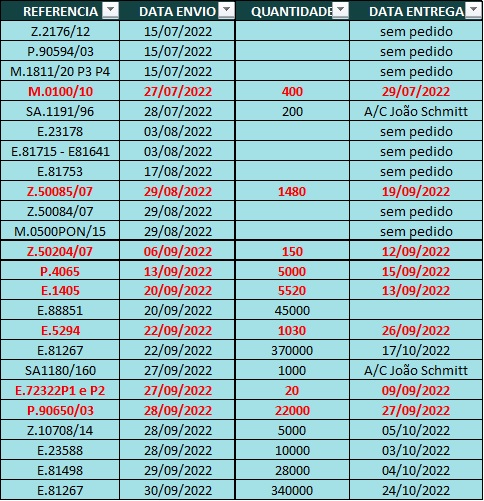 REFERENCIA DATA ENVIO QUANTIDADE DATA ENTREGA
Z.2176/12 15/07/2022 sem pedido
P.90594/03 15/07/2022 sem pedido
M.1811/20 P3 P4 15/07/2022 sem pedido
M.0100/10 27/07/2022 400 29/07/2022
SA.1191/96 28/07/2022 200 A/C João Schmitt
E.23178 03/08/2022 sem pedido
E.81715 - E81641 03/08/2022 sem pedido
E.81753 17/08/2022 sem pedido
Z.50085/07 29/08/2022 1480 19/09/2022
Z.50084/07 29/08/2022 sem pedido
M.0500PON/15 29/08/2022 sem pedido
Z.50204/07 06/09/2022 150 12/09/2022
P.4065 13/09/2022 5000 15/09/2022
E.1405 20/09/2022 5520 13/09/2022
E.88851 20/09/2022 45000
E.5294 22/09/2022 1030 26/09/2022
E.81267 22/09/2022 370000 17/10/2022
SA1180/160 27/09/2022 1000 A/C João Schmitt
E.72322P1 e P2 27/09/2022 20 09/09/2022
P.90650/03 28/09/2022 22000 27/09/2022
Z.10708/14 28/09/2022 5000 05/10/2022
E.23588 28/09/2022 10000 03/10/2022
E.81498 29/09/2022 28000 04/10/2022
E.81267 30/09/2022 340000 24/10/2022